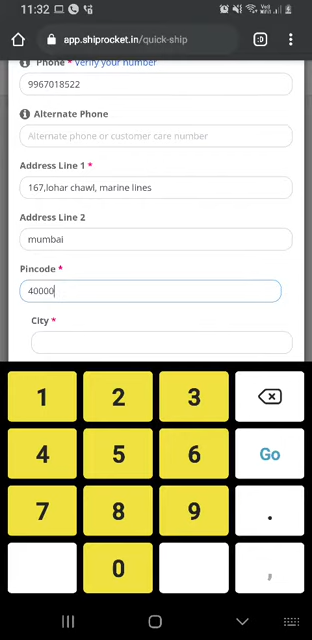 11:32
app.shiprocket.in/quick-ship
:D
Phone * Verify your number
9967018522
Alternate Phone
Alternate phone or customer care number
Address Line 1 *
167,lohar chawl, marine lines
Address Line 2
mumbai
Pincode *
40000
City *
1 2 3
4 5 6 Go
7 8 9 .
0 ,